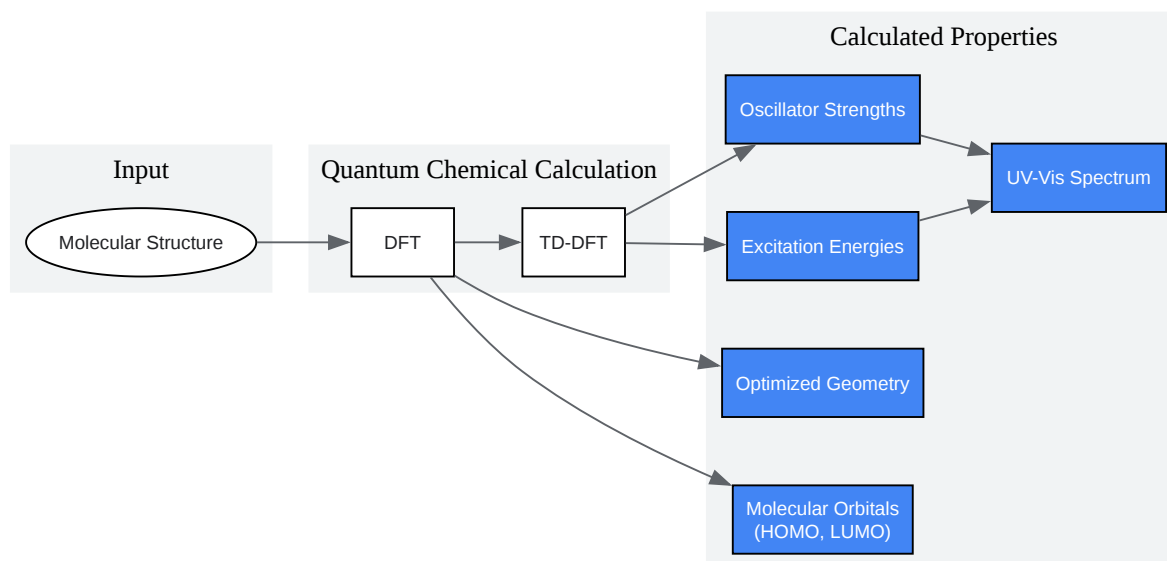 Input
Molecular Structure
Quantum Chemical Calculation
DFT
TD-DFT
Calculated Properties
Oscillator Strengths
UV-Vis Spectrum
Excitation Energies
Optimized Geometry
Molecular Orbitals
(HOMO, LUMO)